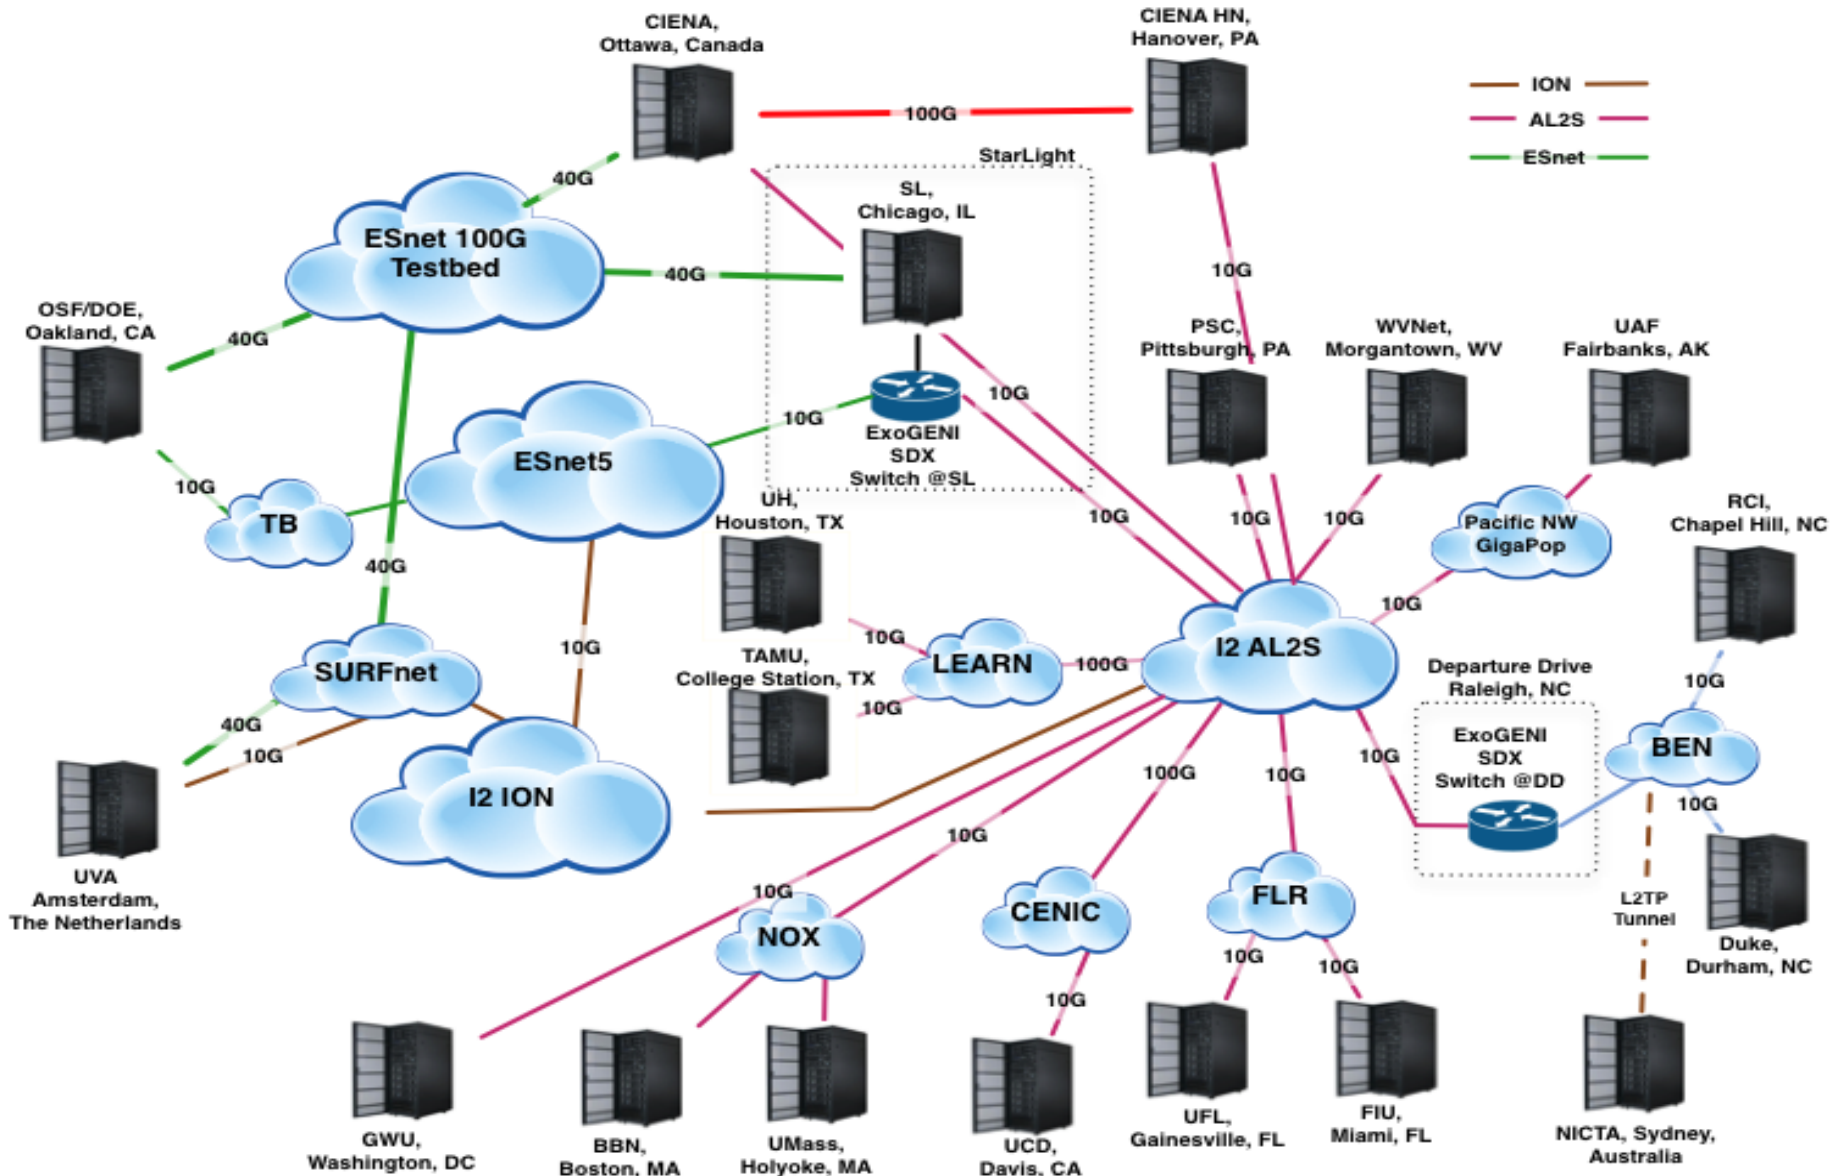 CIENA,
Ottawa, Canada
CIENA HN,
Hanover, PA
ION
AL2S
ESnet
100G
StarLight
40G
SL,
Chicago, IL
ESnet 100G
Testbed
40G
10G
OSF/DOE,
Oakland, CA
40G
PSC,
Pittsburgh, PA
WVNet,
Morgantown, WV
UAF
Fairbanks, AK
10G
10G
ExoGENI
SDX
Switch @SL
ESnet5
10G
TB
UH,
Houston, TX
10G
10G
10G
Pacific NW
GigaPop
RCI,
Chapel Hill, NC
40G
10G
10G
10G
I2 AL2S
SURFnet
TAMU,
College Station, TX
LEARN
100G
10G
Departure Drive
Raleigh, NC
10G
40G
10G
ExoGENI
SDX
Switch @DD
BEN
10G
100G
10G
I2 ION
10G
10G
10G
UVA
Amsterdam,
The Netherlands
NOX
CENIC
FLR
L2TP
Tunnel
10G
10G
10G
Duke,
Durham, NC
GWU,
Washington, DC
BBN,
Boston, MA
UMass,
Holyoke, MA
UCD,
Davis, CA
UFL,
Gainesville, FL
FIU,
Miami, FL
NICTA, Sydney,
Australia